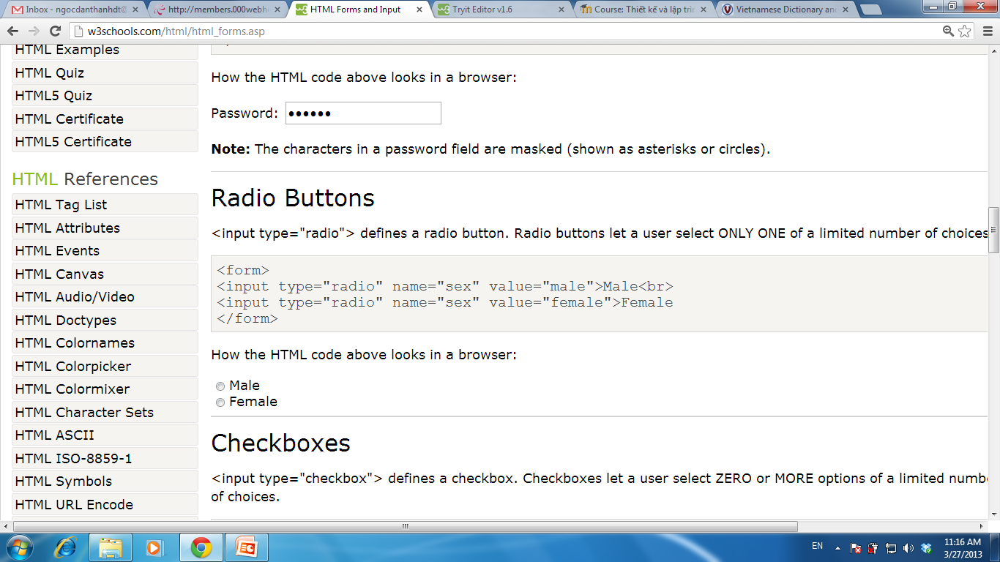 Inbox - ngocdanthanhdt@
http://members.000webh
HTML Forms and Input
Tryit Editor v1.6
Course: Thiết kế và lập trìn
Vietnamese Dictionary and
w3schools.com/html/html_forms.asp
HTML Examples
HTML Quiz
HTML5 Quiz
HTML Certificate
HTML5 Certificate
HTML References
HTML Tag List
HTML Attributes
HTML Events
HTML Canvas
HTML Audio/Video
HTML Doctypes
HTML Colornames
HTML Colorpicker
HTML Colormixer
HTML Character Sets
HTML ASCII
HTML ISO-8859-1
HTML Symbols
HTML URL Encode
How the HTML code above looks in a browser:
Password: ••••••
Note: The characters in a password field are masked (shown as asterisks or circles).
Radio Buttons
<input type="radio"> defines a radio button. Radio buttons let a user select ONLY ONE of a limited number of choices
<form>
<input type="radio" name="sex" value="male">Male<br>
<input type="radio" name="sex" value="female">Female
</form>
How the HTML code above looks in a browser:
Male
Female
Checkboxes
<input type="checkbox"> defines a checkbox. Checkboxes let a user select ZERO or MORE options of a limited numb
of choices.
EN
11:16 AM
3/27/2013